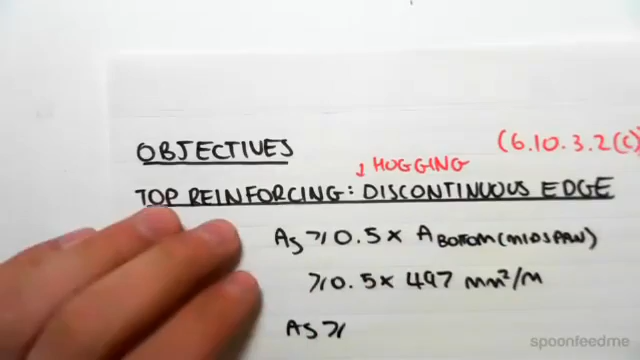 OBJECTIVES
(6.10.3.2(C)
↓ HOGGING
TOP REINFORCING: DISCONTINUOUS EDGE
As ⩾ 0.5 × ABOTTOM(MIDSPAN)
⩾ 0.5 × 497 mm²/m
As ⩾
spoonfeedme